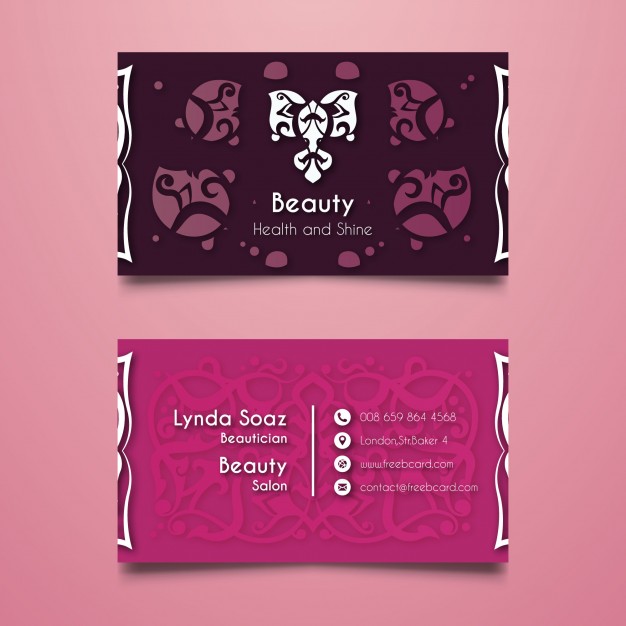 Beauty
Health and Shine
Lynda Soaz
Beautician
Beauty
Salon
008 659 864 4568
London,Str.Baker 4
www.freebcard.com
contact@freebcard.com